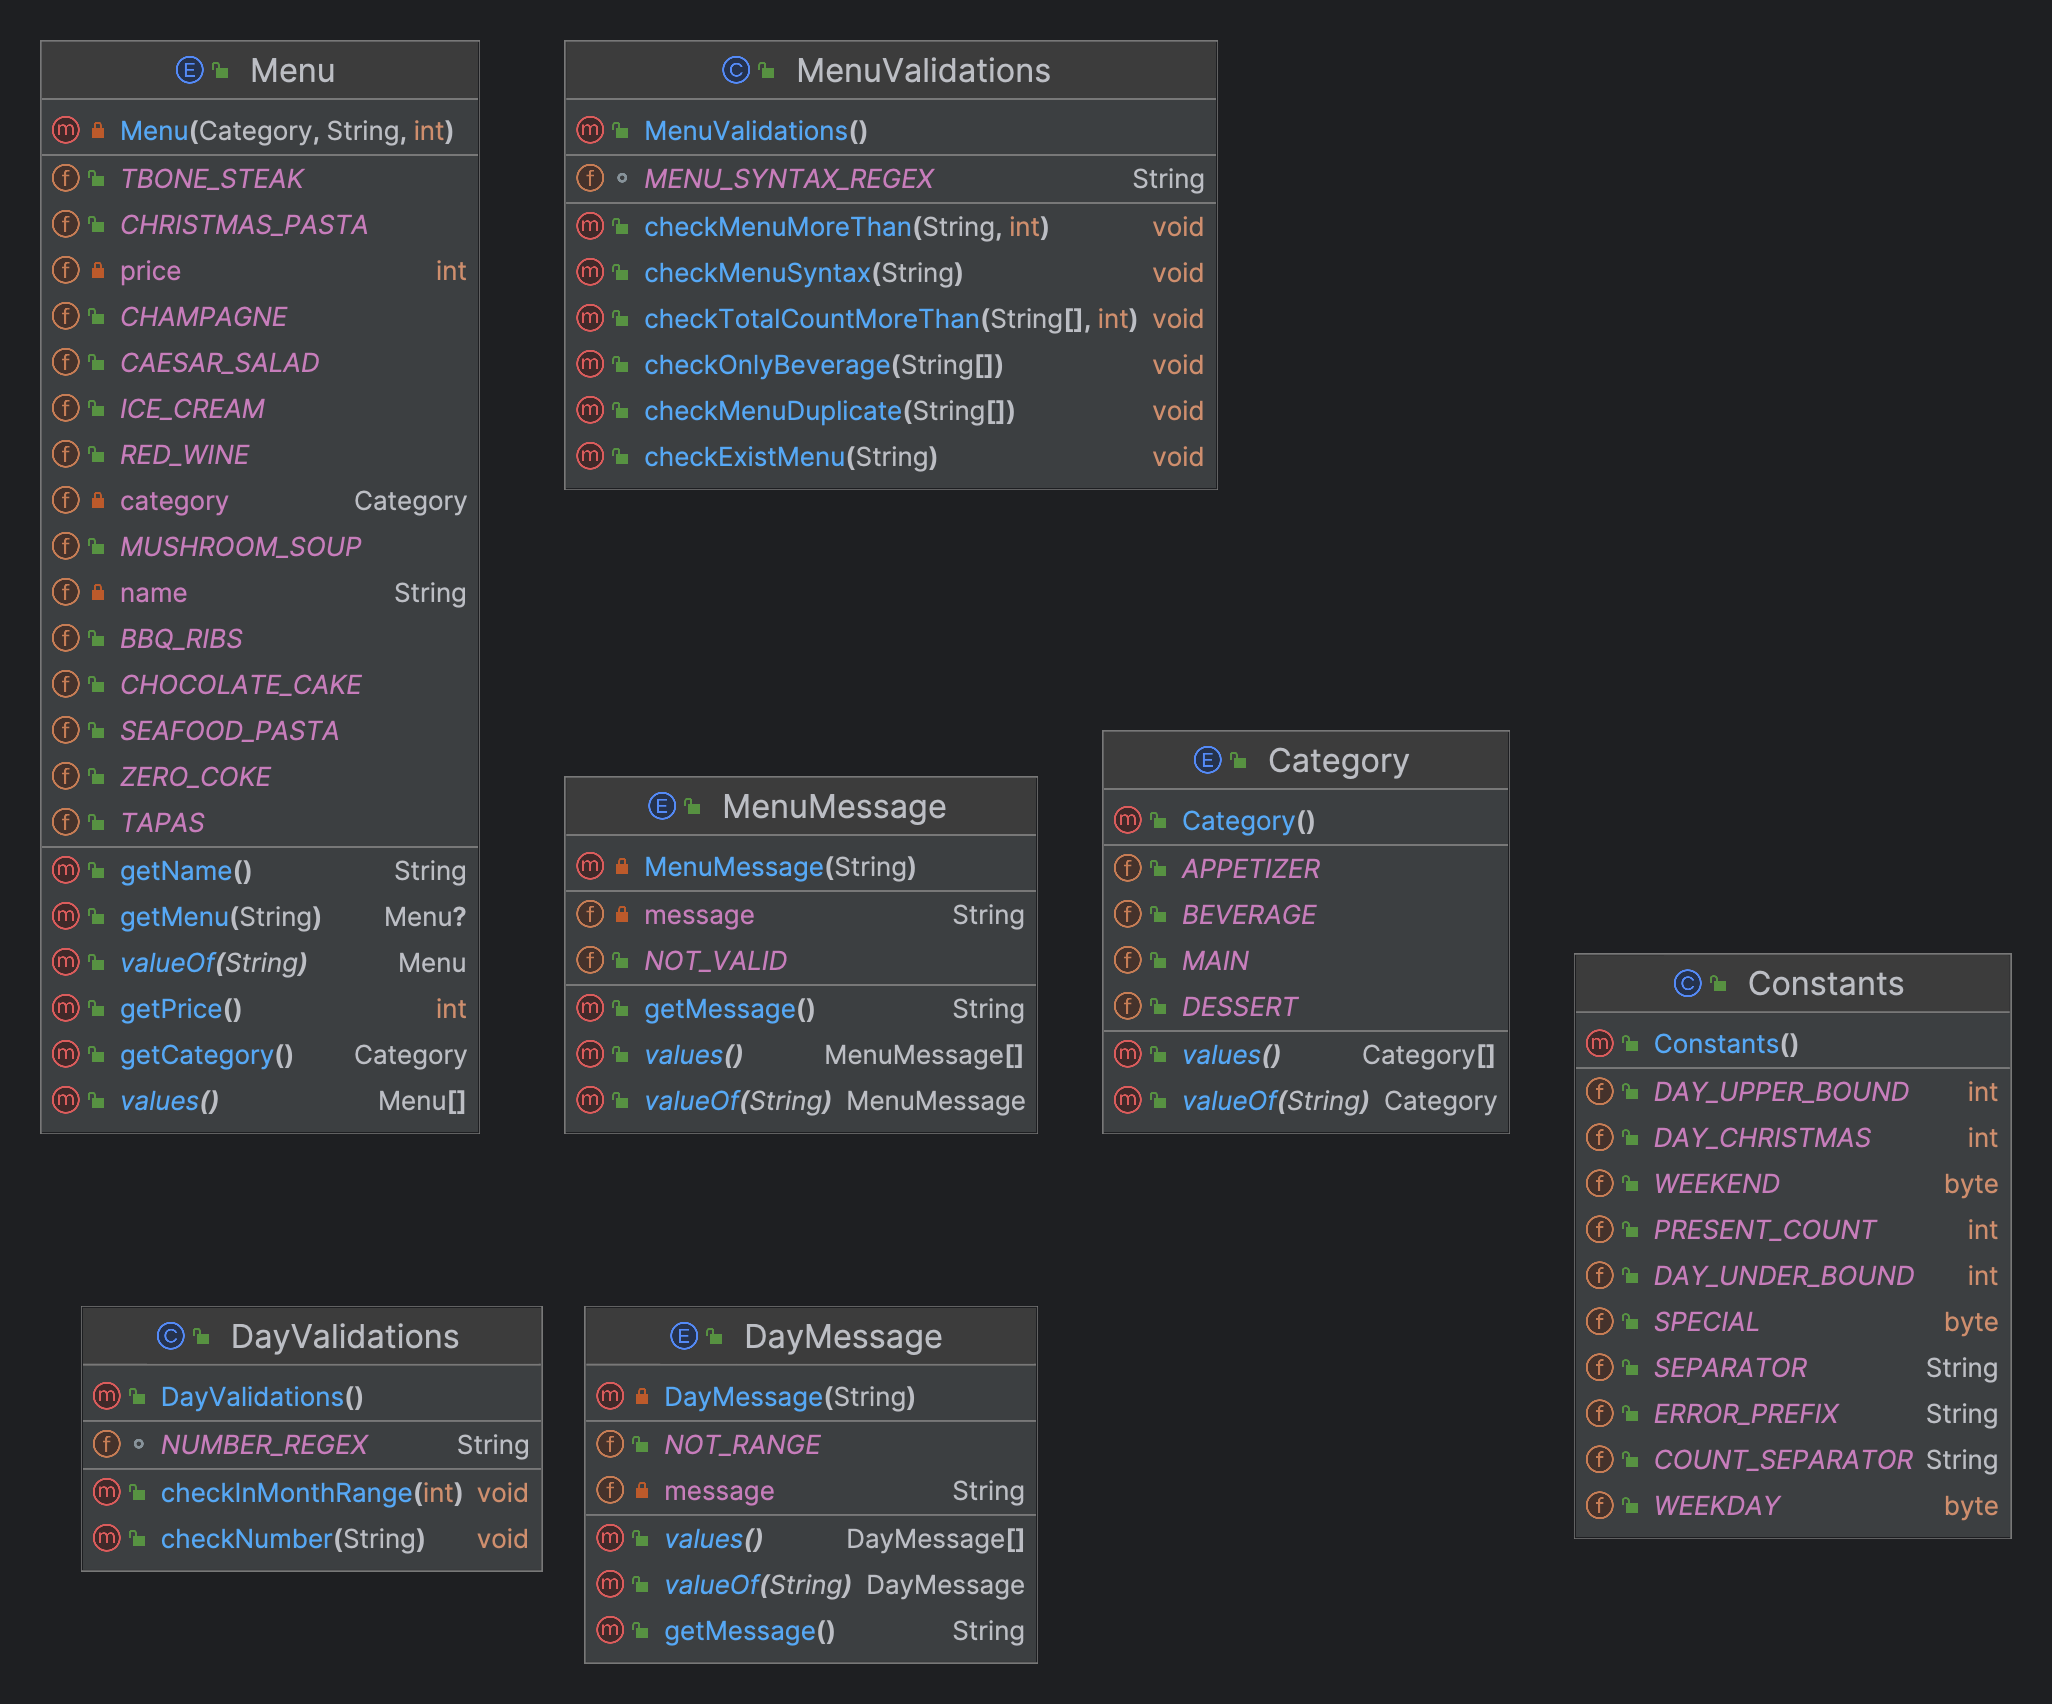 Menu
Menu(Category, String, int)
TBONE_STEAK
CHRISTMAS_PASTA
price int
CHAMPAGNE
CAESAR_SALAD
ICE_CREAM
RED_WINE
category Category
MUSHROOM_SOUP
name String
BBQ_RIBS
CHOCOLATE_CAKE
SEAFOOD_PASTA
ZERO_COKE
TAPAS
getName() String
getMenu(String) Menu?
valueOf(String) Menu
getPrice() int
getCategory() Category
values() Menu[]
MenuValidations
MenuValidations()
MENU_SYNTAX_REGEX String
checkMenuMoreThan(String, int) void
checkMenuSyntax(String) void
checkTotalCountMoreThan(String[], int) void
checkOnlyBeverage(String[]) void
checkMenuDuplicate(String[]) void
checkExistMenu(String) void
MenuMessage
MenuMessage(String)
message String
NOT_VALID
getMessage() String
values() MenuMessage[]
valueOf(String) MenuMessage
Category
Category()
APPETIZER
BEVERAGE
MAIN
DESSERT
values() Category[]
valueOf(String) Category
Constants
Constants()
DAY_UPPER_BOUND int
DAY_CHRISTMAS int
WEEKEND byte
PRESENT_COUNT int
DAY_UNDER_BOUND int
SPECIAL byte
SEPARATOR String
ERROR_PREFIX String
COUNT_SEPARATOR String
WEEKDAY byte
DayValidations
DayValidations()
NUMBER_REGEX String
checkInMonthRange(int) void
checkNumber(String) void
DayMessage
DayMessage(String)
NOT_RANGE
message String
values() DayMessage[]
valueOf(String) DayMessage
getMessage() String